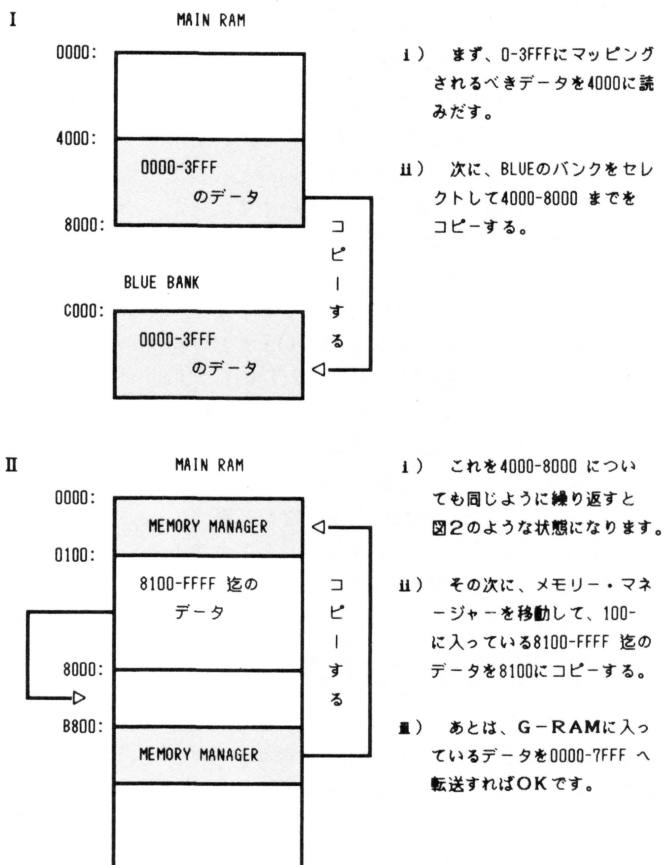 I
MAIN RAM
0000:
4000:
0000-3FFF
のデータ
8000:
コピーする
BLUE BANK
C000:
0000-3FFF
のデータ
i） まず、0-3FFFにマッピング
されるべきデータを4000に読
みだす。
ii） 次に、BLUEのバンクをセレ
クトして4000-8000 までを
コピーする。
II
MAIN RAM
0000:
MEMORY MANAGER
0100:
8100-FFFF 迄の
データ
コピーする
8000:
B800:
MEMORY MANAGER
i） これを4000-8000 につい
ても同じように繰り返すと
図2のような状態になります。
ii） その次に、メモリー・マネ
ージャーを移動して、100-
に入っている8100-FFFF 迄の
データを8100にコピーする。
iii） あとは、G－RAMに入っ
ているデータを0000-7FFF へ
転送すればOKです。